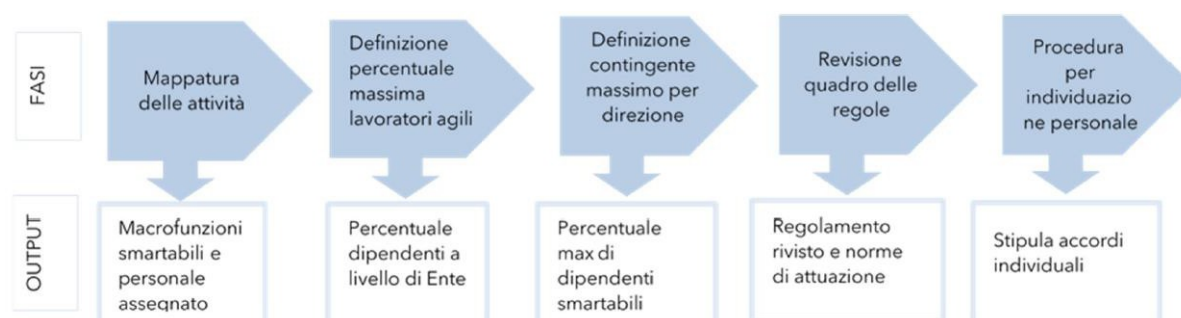 FASI
Mappatura
delle attività
Definizione
percentuale
massima
lavoratori agili
Definizione
contingente
massimo per
direzione
Revisione
quadro delle
regole
Procedura
per
individuazio
ne personale
OUTPUT
Macrofunzioni
smartabili e
personale
assegnato
Percentuale
dipendenti a
livello di Ente
Percentuale
max di
dipendenti
smartabili
Regolamento
rivisto e norme
di attuazione
Stipula accordi
individuali